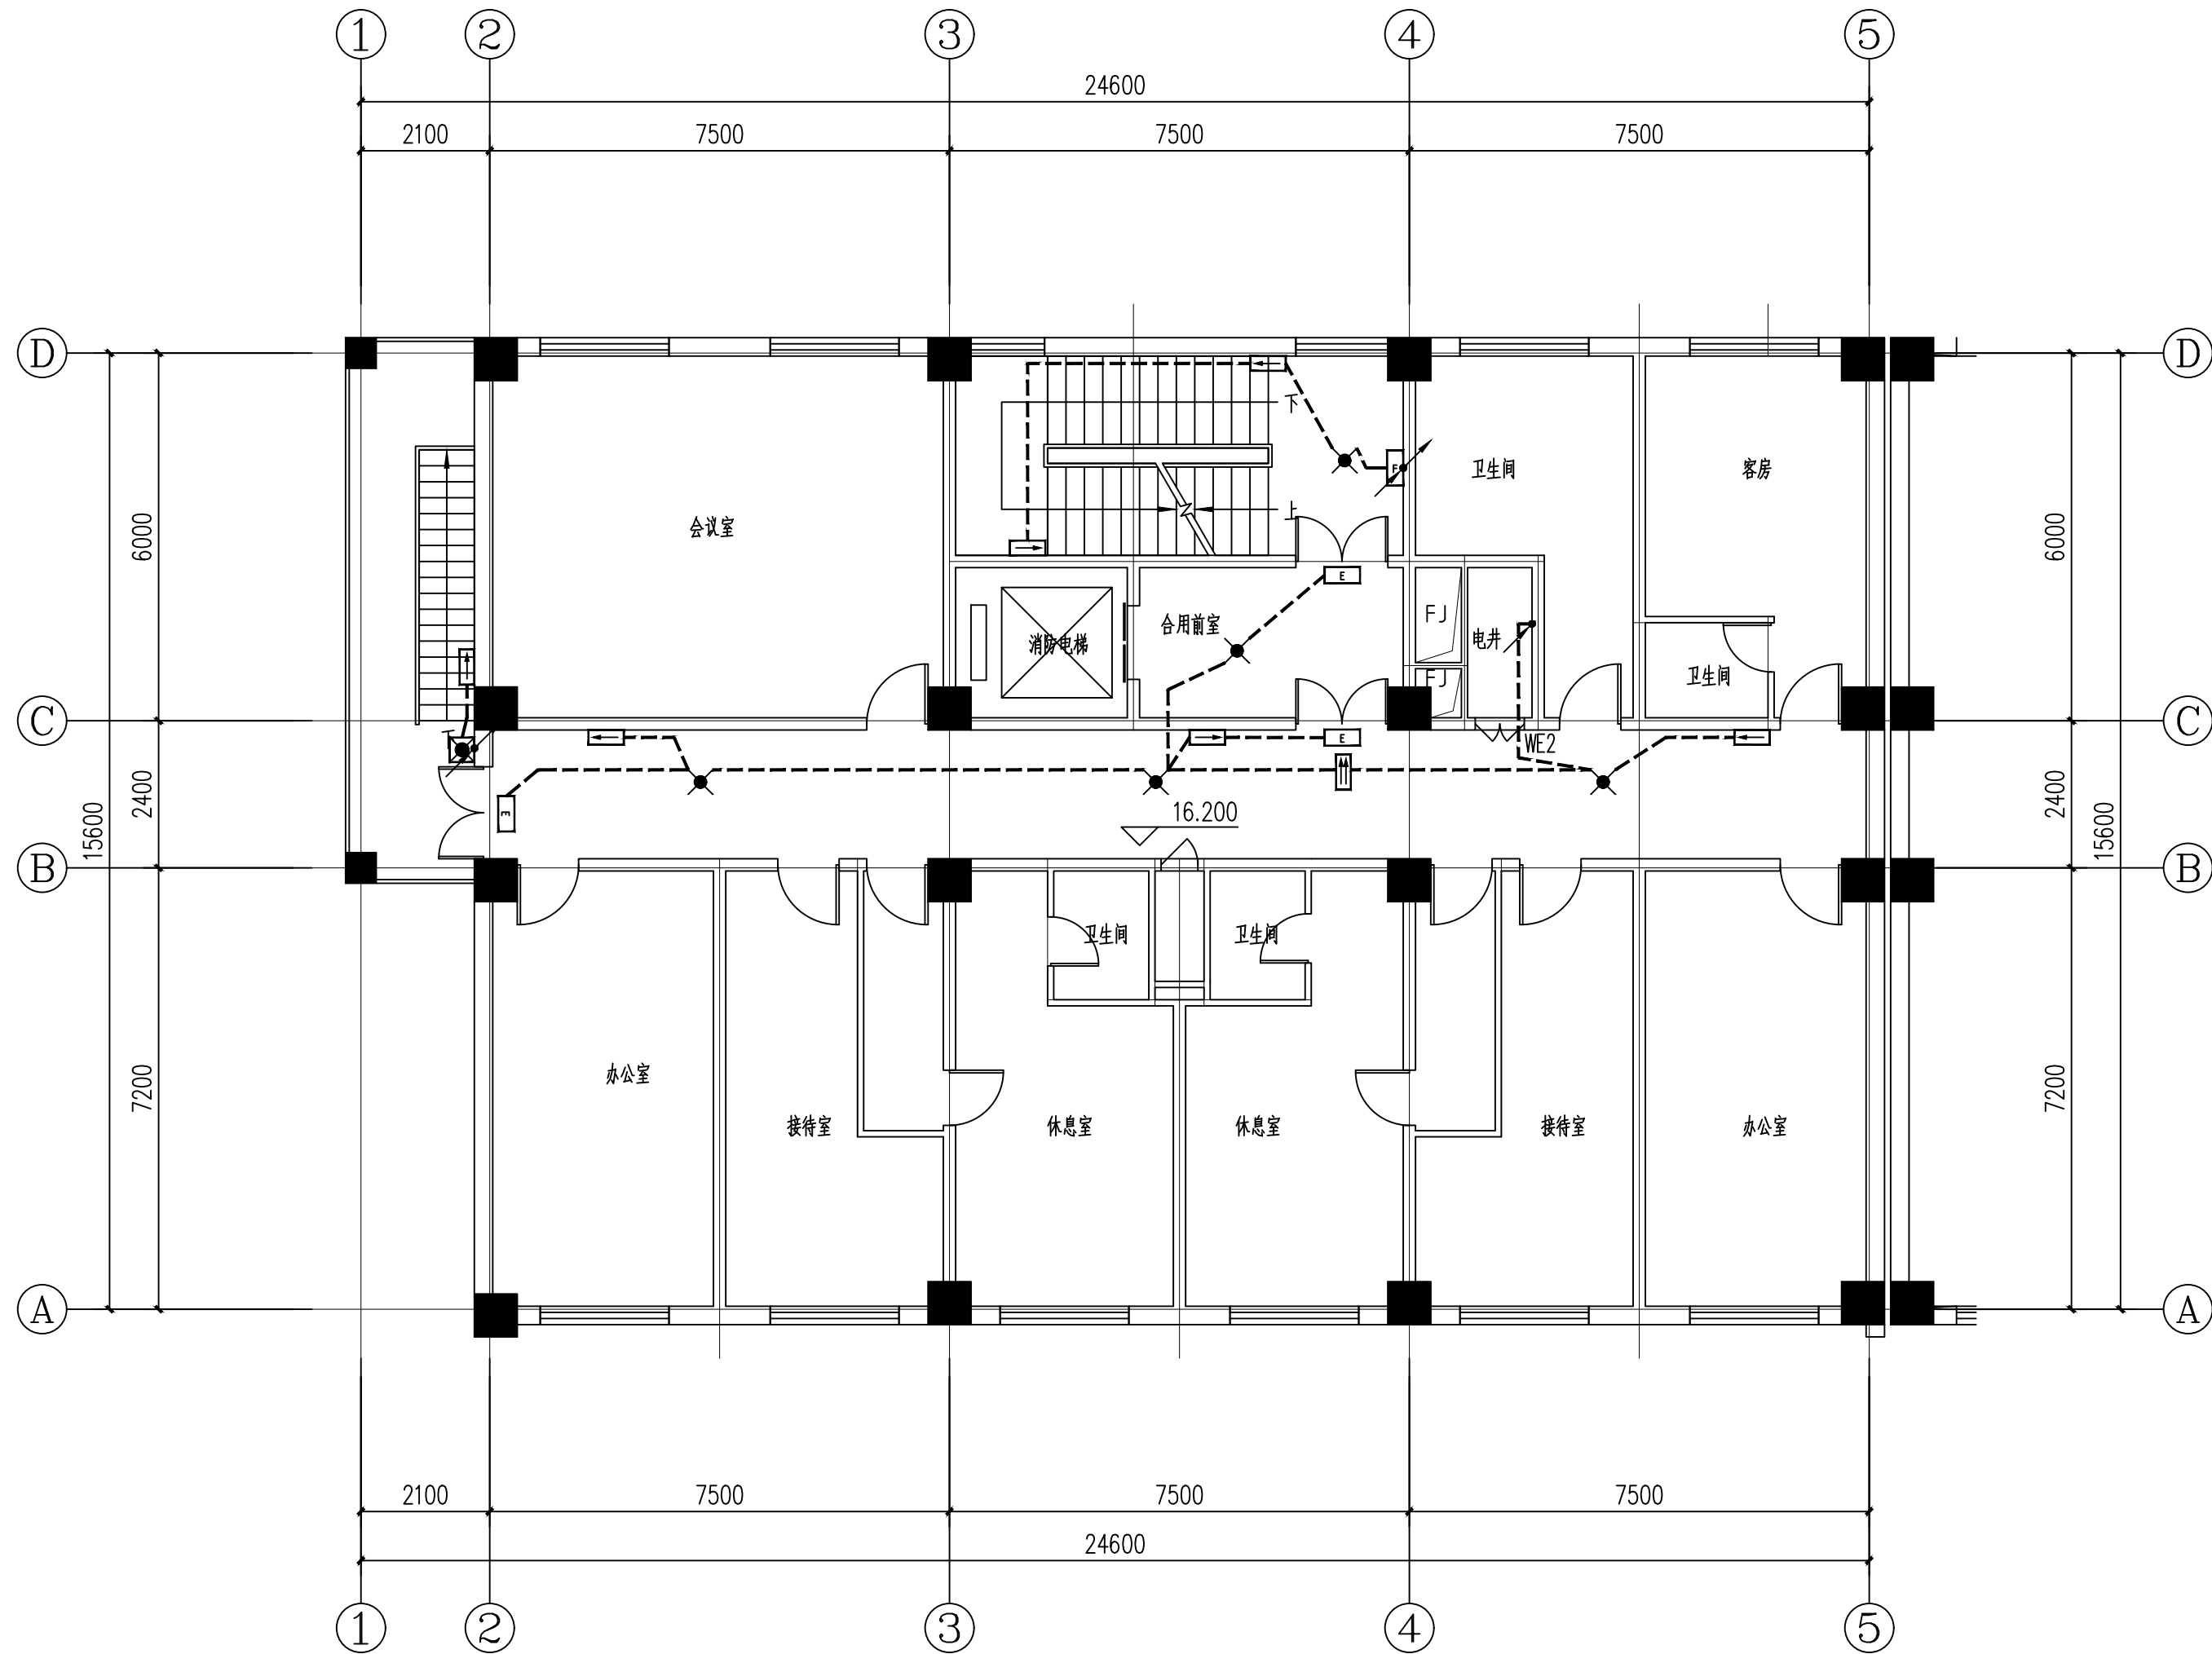 1 2 3 4 5
24600
2100 7500 7500 7500
D D
下
F
卫生间 客房
上
会议室
6000 6000
E
合用前室 FJ
消防电梯 电井
卫生间
FJ
C C
下 E WE2
2400 2400
E
16.200
15600 15600
B B
卫生间 卫生间
办公室
7200 7200
接待室 休息室 休息室 接待室 办公室
A A
2100 7500 7500 7500
24600
1 2 3 4 5